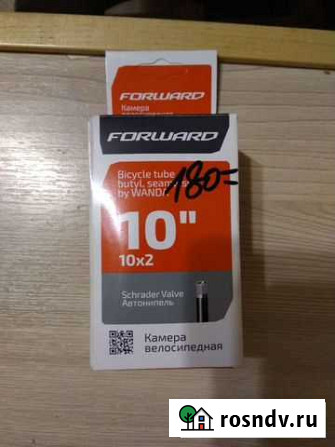 FORWARD
Камера
FORWARD
Bicycle tube
butyl, seamless
by WANDA
180=
10"
10x2
Schrader Valve
Автониппель
Камера
велосипедная
rosndv.ru